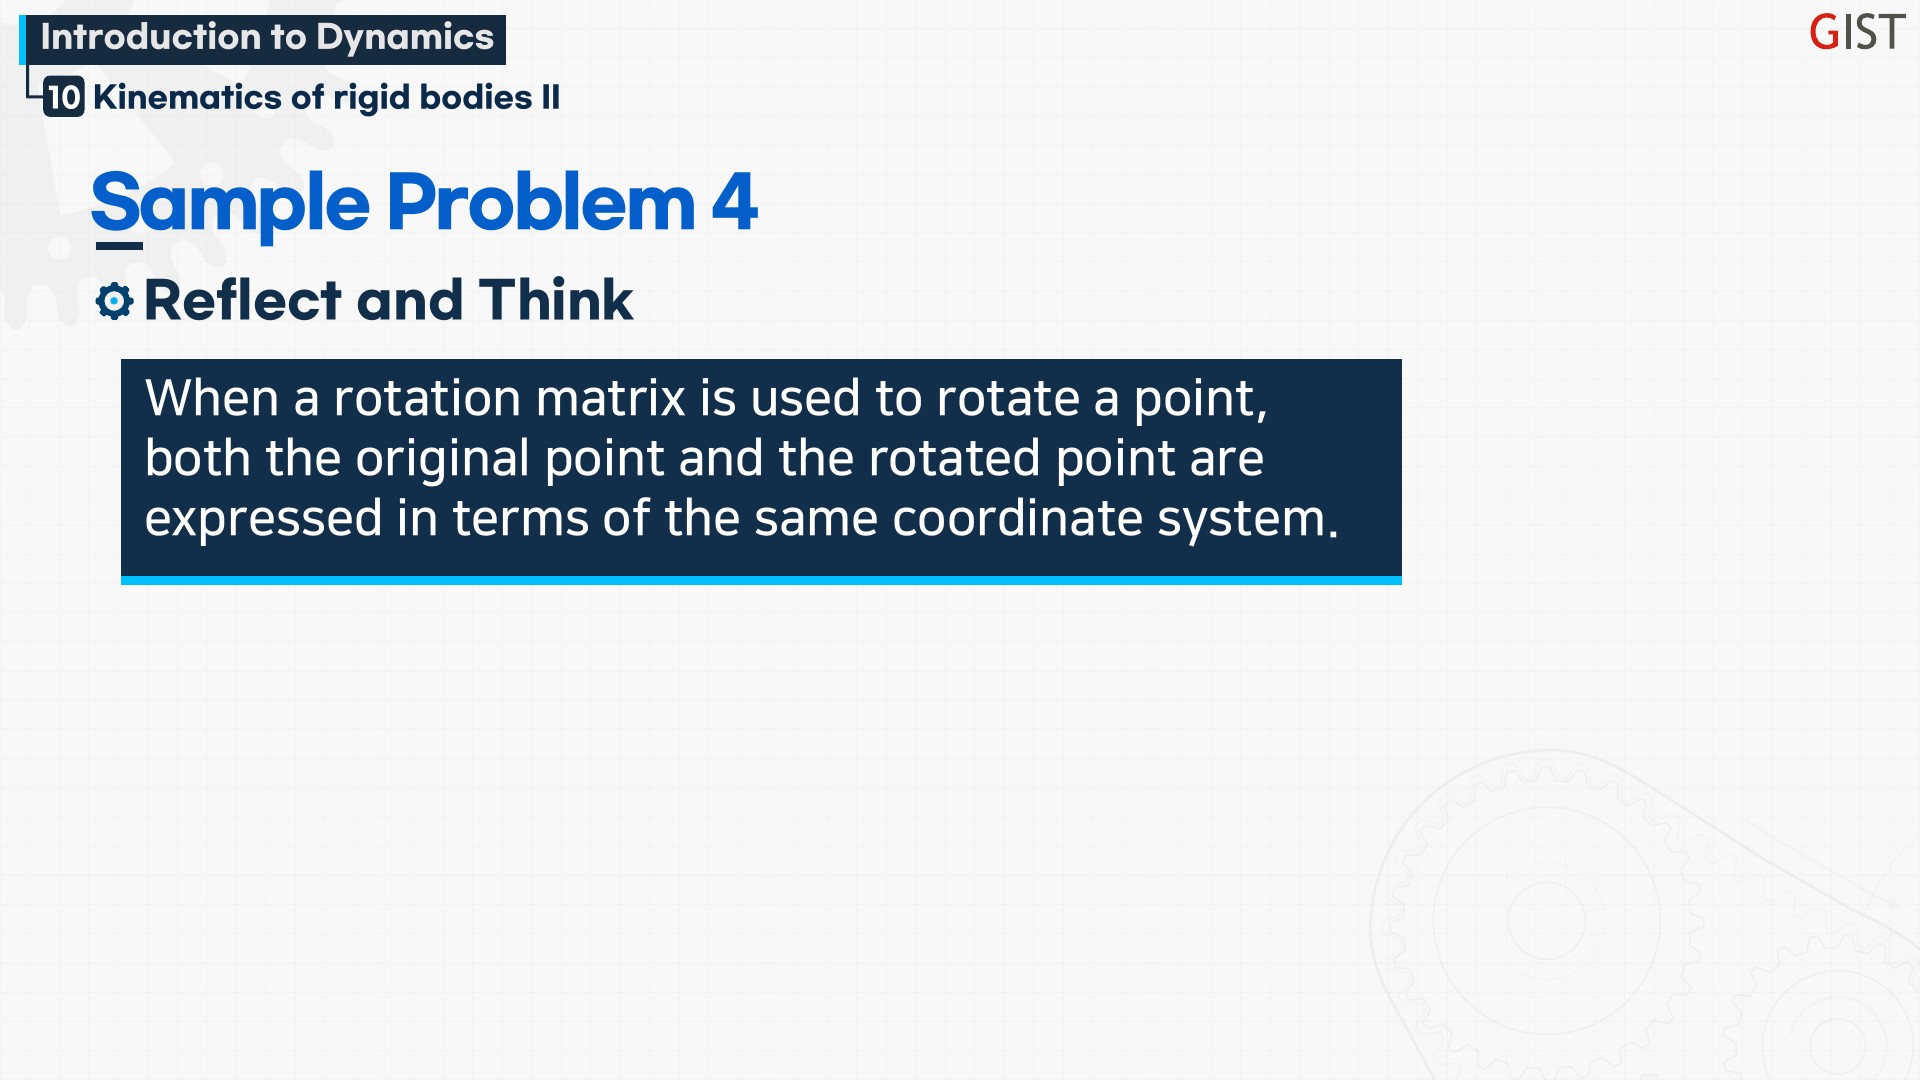 Introduction to Dynamics
GIST
10 Kinematics of rigid bodies II
Sample Problem 4
Reflect and Think
When a rotation matrix is used to rotate a point,
both the original point and the rotated point are
expressed in terms of the same coordinate system.